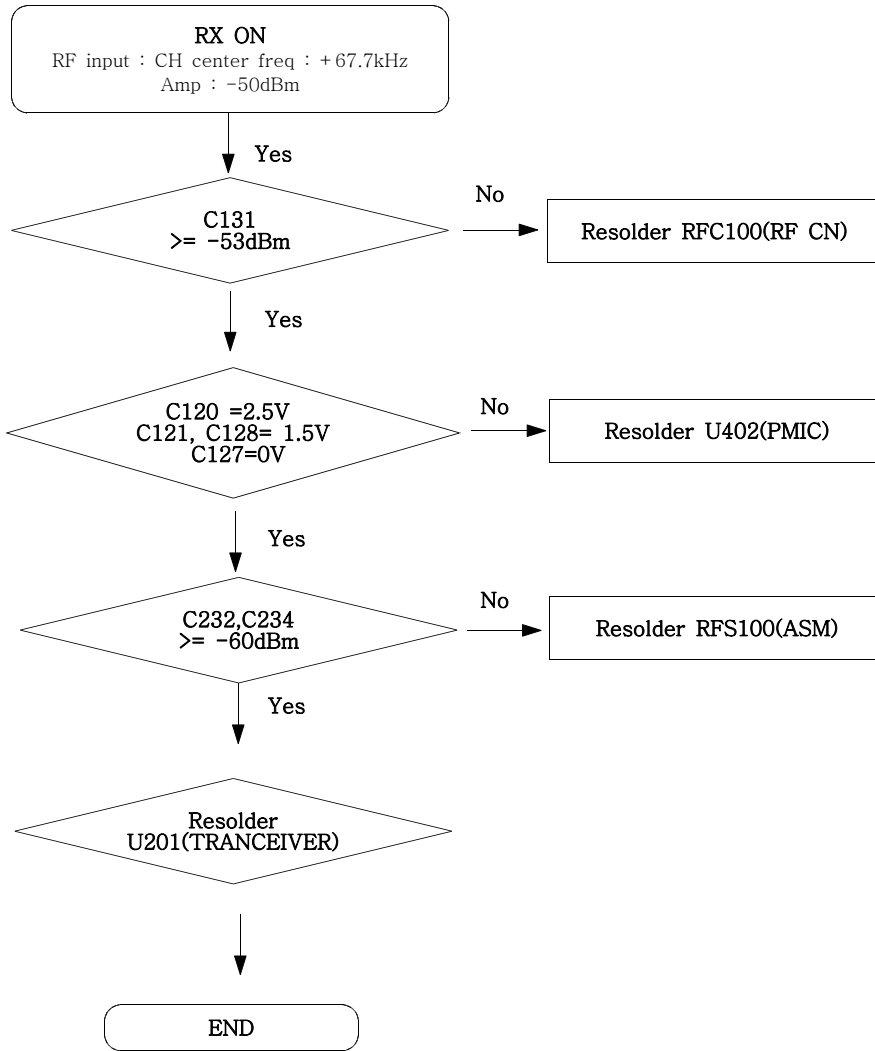 RX ON
RF input : CH center freq : +67.7kHz
Amp : -50dBm
Yes
C131
>= -53dBm
No
Resolder RFC100(RF CN)
Yes
C120 =2.5V
C121, C128= 1.5V
C127=0V
No
Resolder U402(PMIC)
Yes
C232,C234
>= -60dBm
No
Resolder RFS100(ASM)
Yes
Resolder
U201(TRANCEIVER)
END